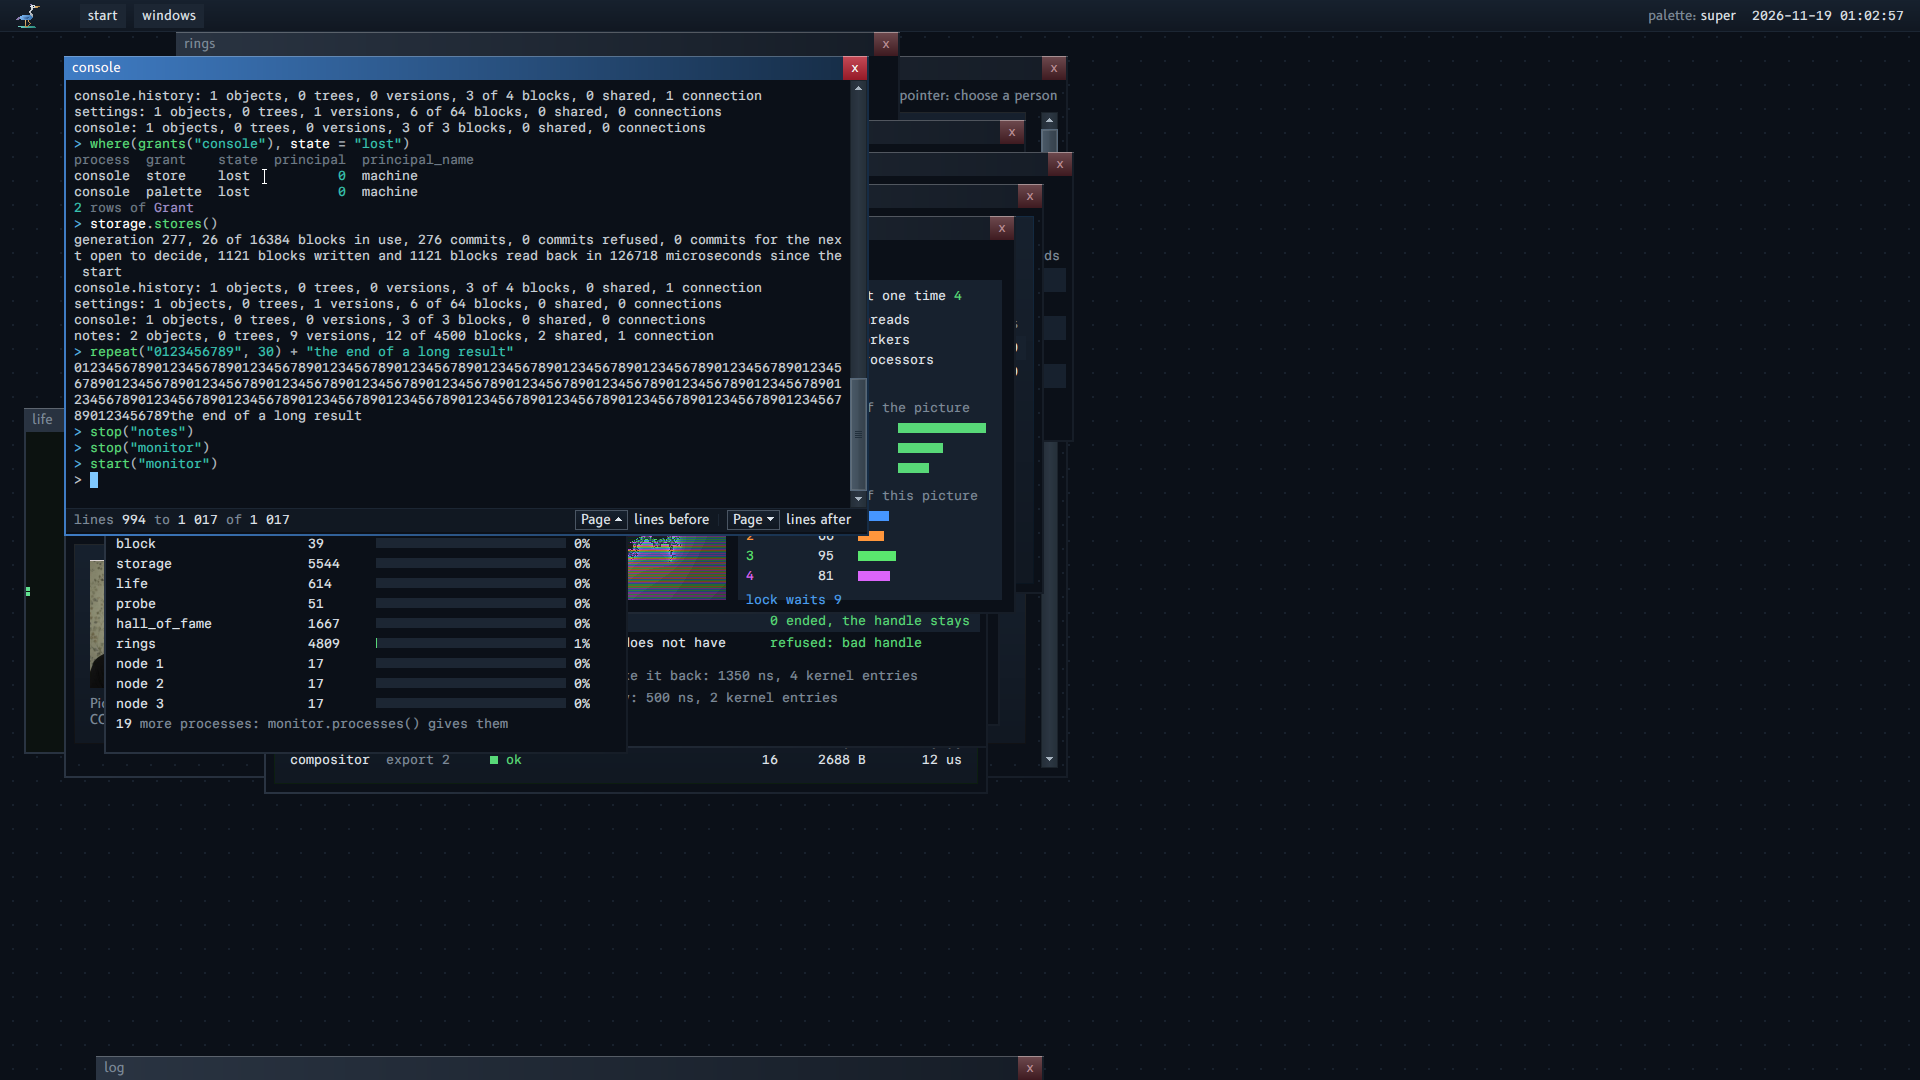 start windows palette: super 2026-11-19 01:02:57
rings x
console x
x
pointer: choose a person
console.history: 1 objects, 0 trees, 0 versions, 3 of 4 blocks, 0 shared, 1 connection
settings: 1 objects, 0 trees, 1 versions, 6 of 64 blocks, 0 shared, 0 connections
console: 1 objects, 0 trees, 0 versions, 3 of 3 blocks, 0 shared, 0 connections
x
> where(grants("console"), state = "lost")
process grant state principal principal_name
x
console store lost 0 machine
console palette lost 0 machine
x
2 rows of Grant
> storage.stores()
x
generation 277, 26 of 16384 blocks in use, 276 commits, 0 commits refused, 0 commits for the nex
t open to decide, 1121 blocks written and 1121 blocks read back in 126718 microseconds since the
start
ds
console.history: 1 objects, 0 trees, 0 versions, 3 of 4 blocks, 0 shared, 1 connection
t one time 4
settings: 1 objects, 0 trees, 1 versions, 6 of 64 blocks, 0 shared, 0 connections
console: 1 objects, 0 trees, 0 versions, 3 of 3 blocks, 0 shared, 0 connections
reads
notes: 2 objects, 0 trees, 9 versions, 12 of 4500 blocks, 2 shared, 1 connection
rkers
> repeat("0123456789", 30) + "the end of a long result"
ocessors
012345678901234567890123456789012345678901234567890123456789012345678901234567890123456789012345
678901234567890123456789012345678901234567890123456789012345678901234567890123456789012345678901
234567890123456789012345678901234567890123456789012345678901234567890123456789012345678901234567
890123456789the end of a long result
f the picture
> stop("notes")
> stop("monitor")
> start("monitor")
>
life
f this picture
lines 994 to 1 017 of 1 017 Page lines before Page lines after
block 39 0%
storage 5544 0%
life 614 0%
probe 51 0%
hall_of_fame 1667 0%
rings 4809 1%
node 1 17 0%
node 2 17 0%
node 3 17 0%
19 more processes: monitor.processes() gives them
3 95
4 81
lock waits 9
0 ended, the handle stays
does not have refused: bad handle
e it back: 1350 ns, 4 kernel entries
: 500 ns, 2 kernel entries
Pi
CC
compositor export 2 ok 16 2688 B 12 us
log x